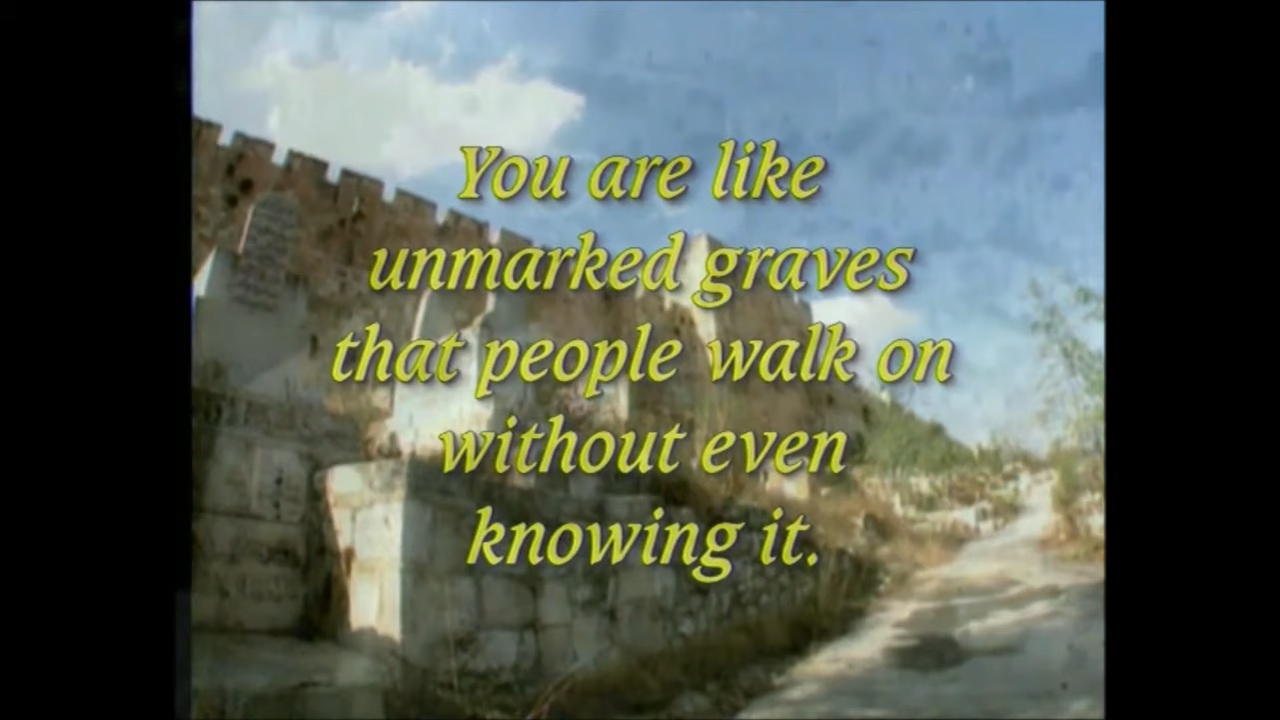 You are like
unmarked graves
that people walk on
without even
knowing it.